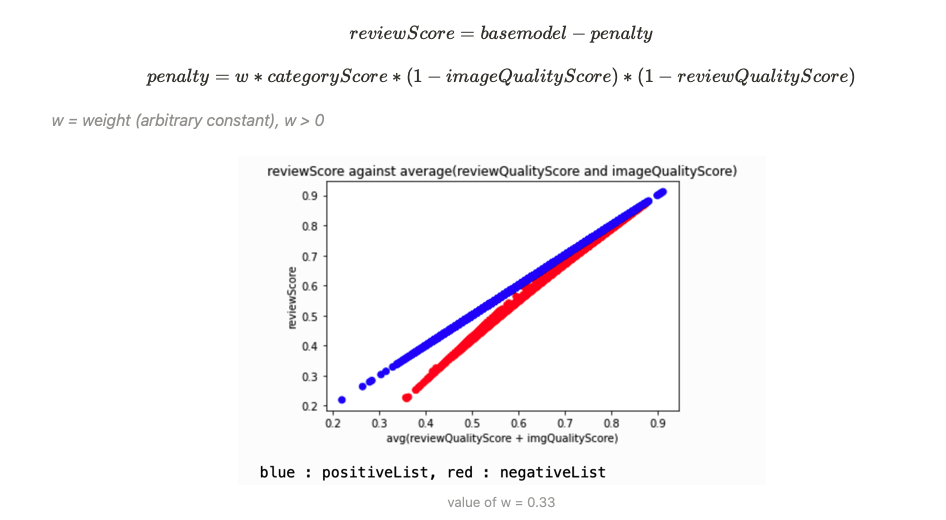 reviewScore = basemodel − penalty
penalty = w ∗ categoryScore ∗ (1 − imageQualityScore) ∗ (1 − reviewQualityScore)
w = weight (arbitrary constant), w > 0
reviewScore against average(reviewQualityScore and imageQualityScore)
0.9
0.8
0.7
0.6
0.5
0.4
0.3
0.2
reviewScore
0.2 0.3 0.4 0.5 0.6 0.7 0.8 0.9
avg(reviewQualityScore + imgQualityScore)
blue : positiveList, red : negativeList
value of w = 0.33